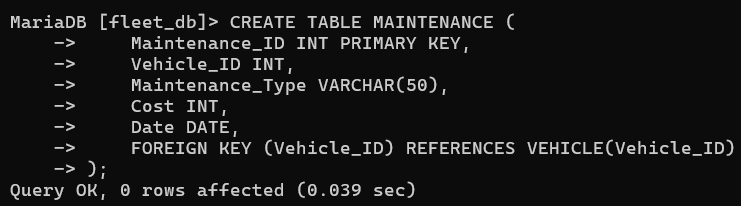 MariaDB [fleet_db]> CREATE TABLE MAINTENANCE (
    ->     Maintenance_ID INT PRIMARY KEY,
    ->     Vehicle_ID INT,
    ->     Maintenance_Type VARCHAR(50),
    ->     Cost INT,
    ->     Date DATE,
    ->     FOREIGN KEY (Vehicle_ID) REFERENCES VEHICLE(Vehicle_ID)
    -> );
Query OK, 0 rows affected (0.039 sec)